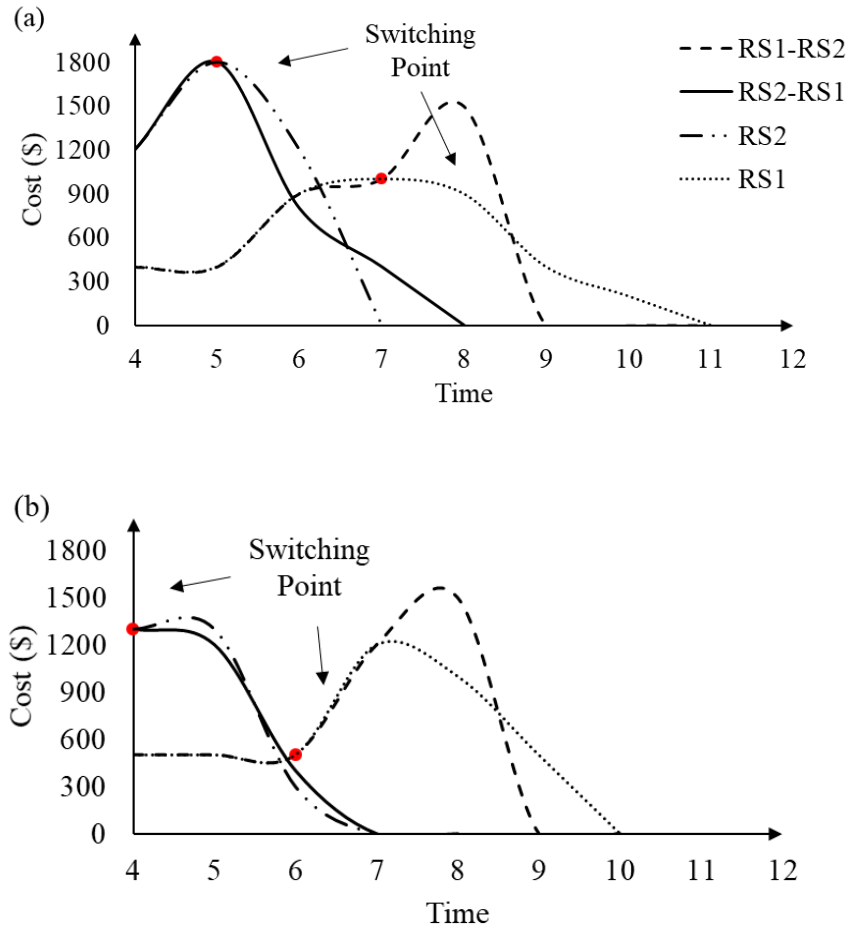 (a)
Switching
Point
RS1-RS2
RS2-RS1
RS2
RS1
Cost ($)
1800
1500
1200
900
600
300
0
4 5 6 7 8 9 10 11 12
Time
(b)
Switching
Point
Cost ($)
1800
1500
1200
900
600
300
0
4 5 6 7 8 9 10 11 12
Time